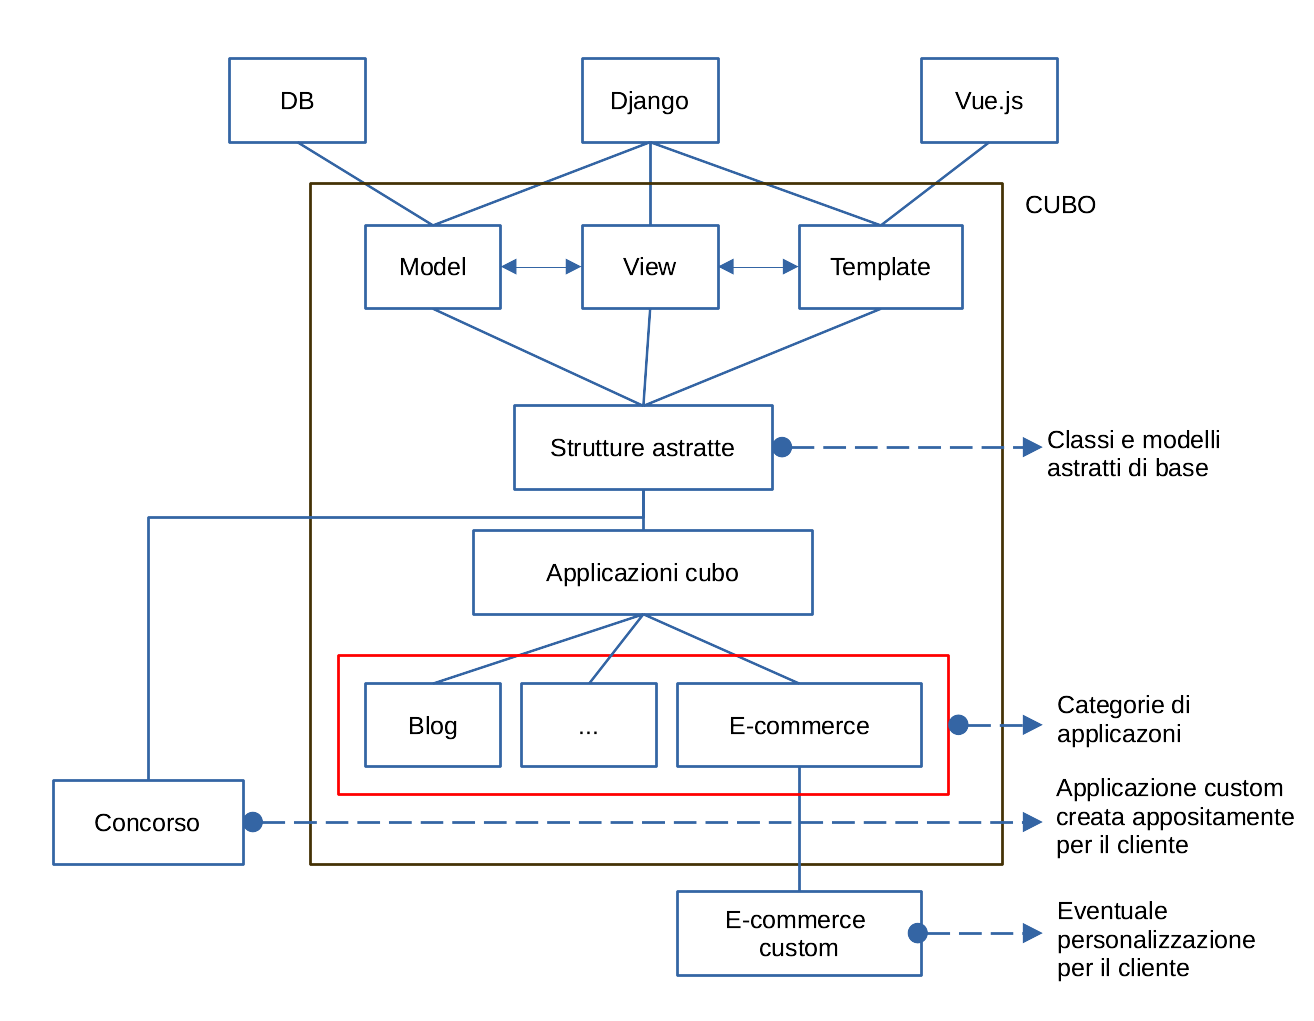 DB
Django
Vue.js
CUBO
Model
View
Template
Strutture astratte
Classi e modelli
astratti di base
Applicazioni cubo
Blog
...
E-commerce
Categorie di
applicazoni
Concorso
Applicazione custom
creata appositamente
per il cliente
E-commerce
custom
Eventuale
personalizzazione
per il cliente